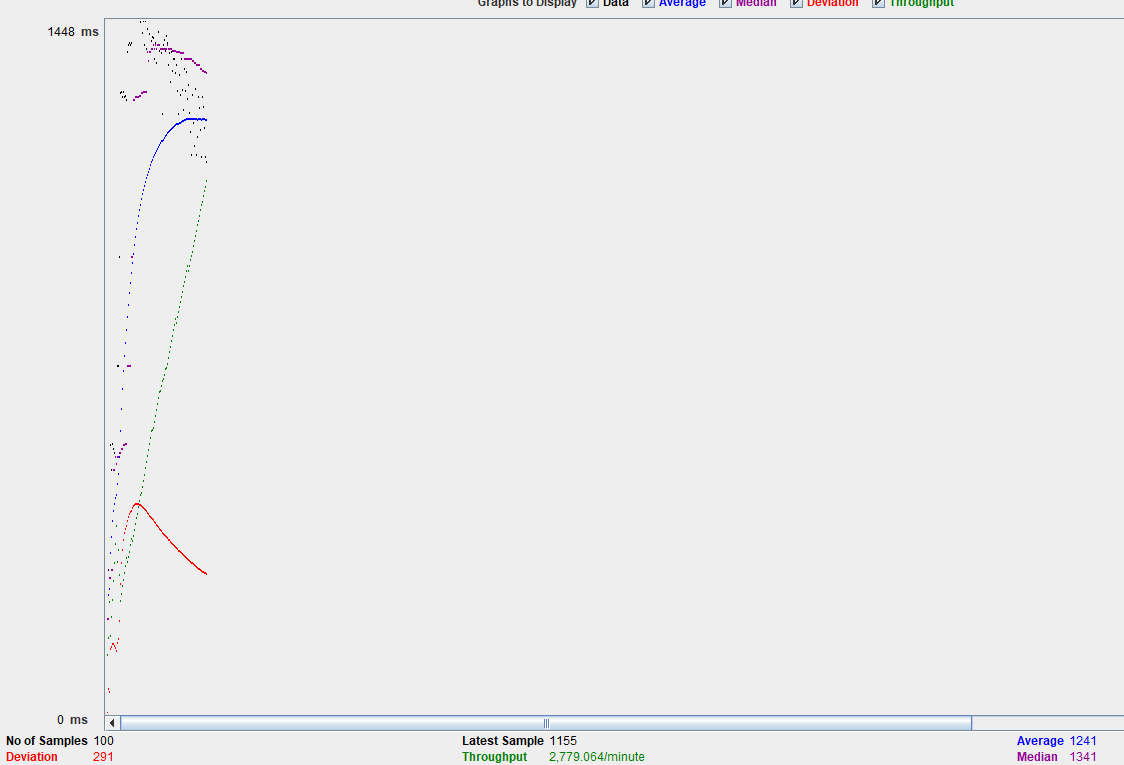 Graphs to Display Data Average Median Deviation Throughput
1448 ms
0 ms
No of Samples 100 Latest Sample 1155 Average 1241
Deviation 291 Throughput 2,779.064/minute Median 1341